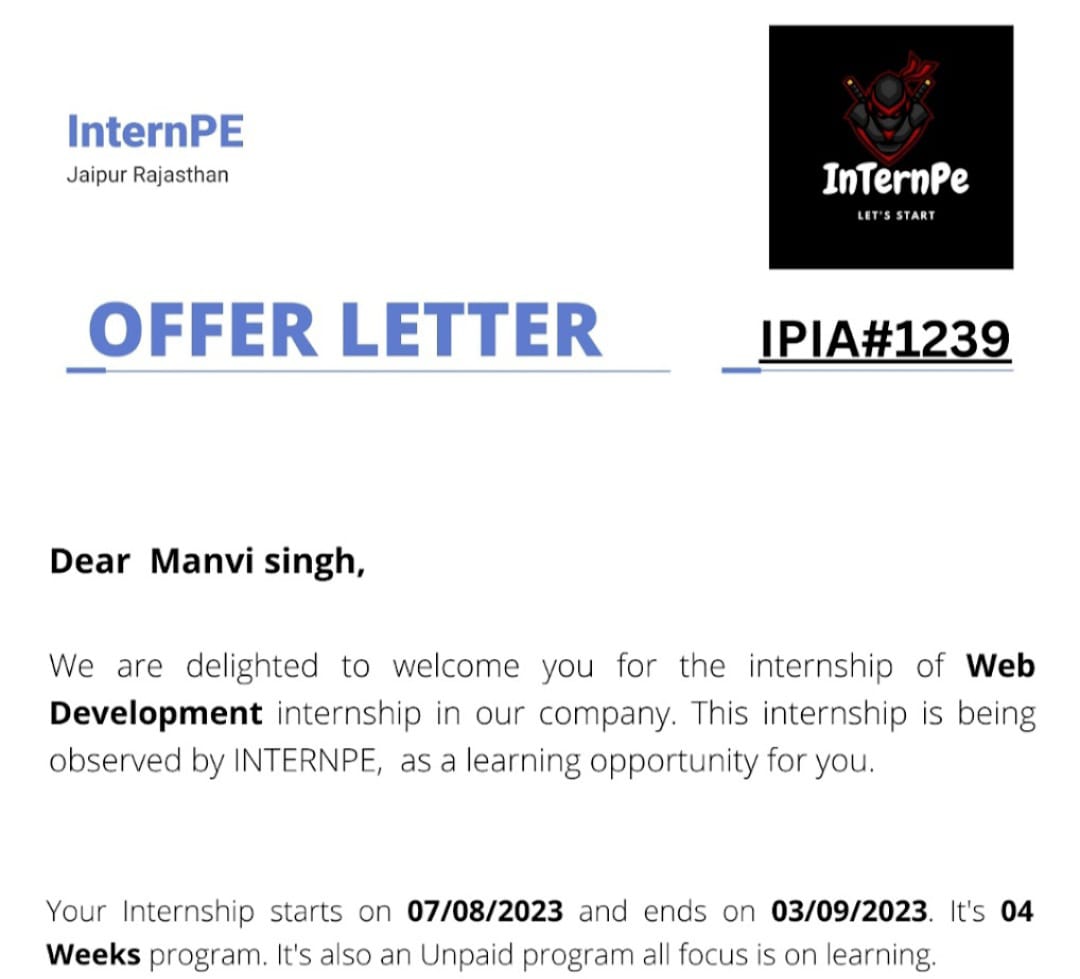 InternPE
Jaipur Rajasthan
InTernPe
LET'S START
OFFER LETTER
IPIA#1239
Dear Manvi singh,
We are delighted to welcome you for the internship of Web
Development internship in our company. This internship is being
observed by INTERNPE, as a learning opportunity for you.
Your Internship starts on 07/08/2023 and ends on 03/09/2023. It's 04
Weeks program. It's also an Unpaid program all focus is on learning.